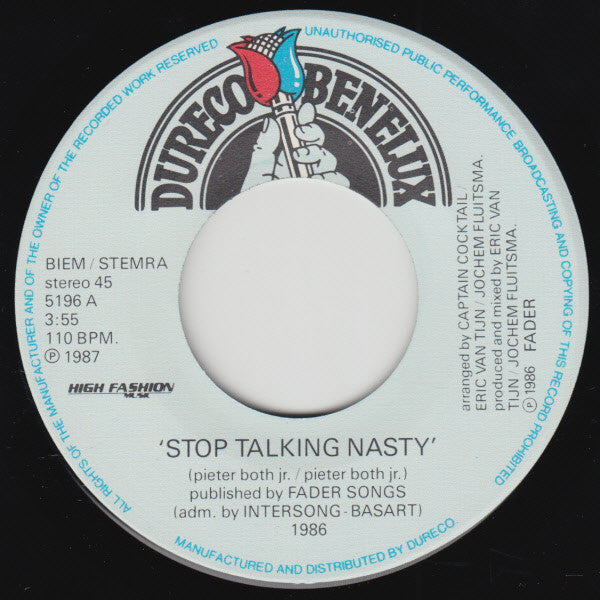 ALL RIGHTS OF THE MANUFACTURER AND OF THE OWNER OF THE RECORDED WORK RESERVED
UNAUTHORISED PUBLIC PERFORMANCE BROADCASTING AND COPYING OF THIS RECORD PROHIBITED
DURECO BENELUX
BIEM / STEMRA
stereo 45
5196 A
3:55
110 BPM.
℗ 1987
HIGH FASHION
MUSIC
arranged by CAPTAIN COCKTAIL/
ERIC VAN TIJN / JOCHEM FLUITSMA.
produced and mixed by ERIC VAN
TIJN / JOCHEM FLUITSMA.
℗ 1986 FADER
'STOP TALKING NASTY'
(pieter both jr. / pieter both jr.)
published by FADER SONGS
(adm. by INTERSONG-BASART)
1986
MANUFACTURED AND DISTRIBUTED BY DURECO.